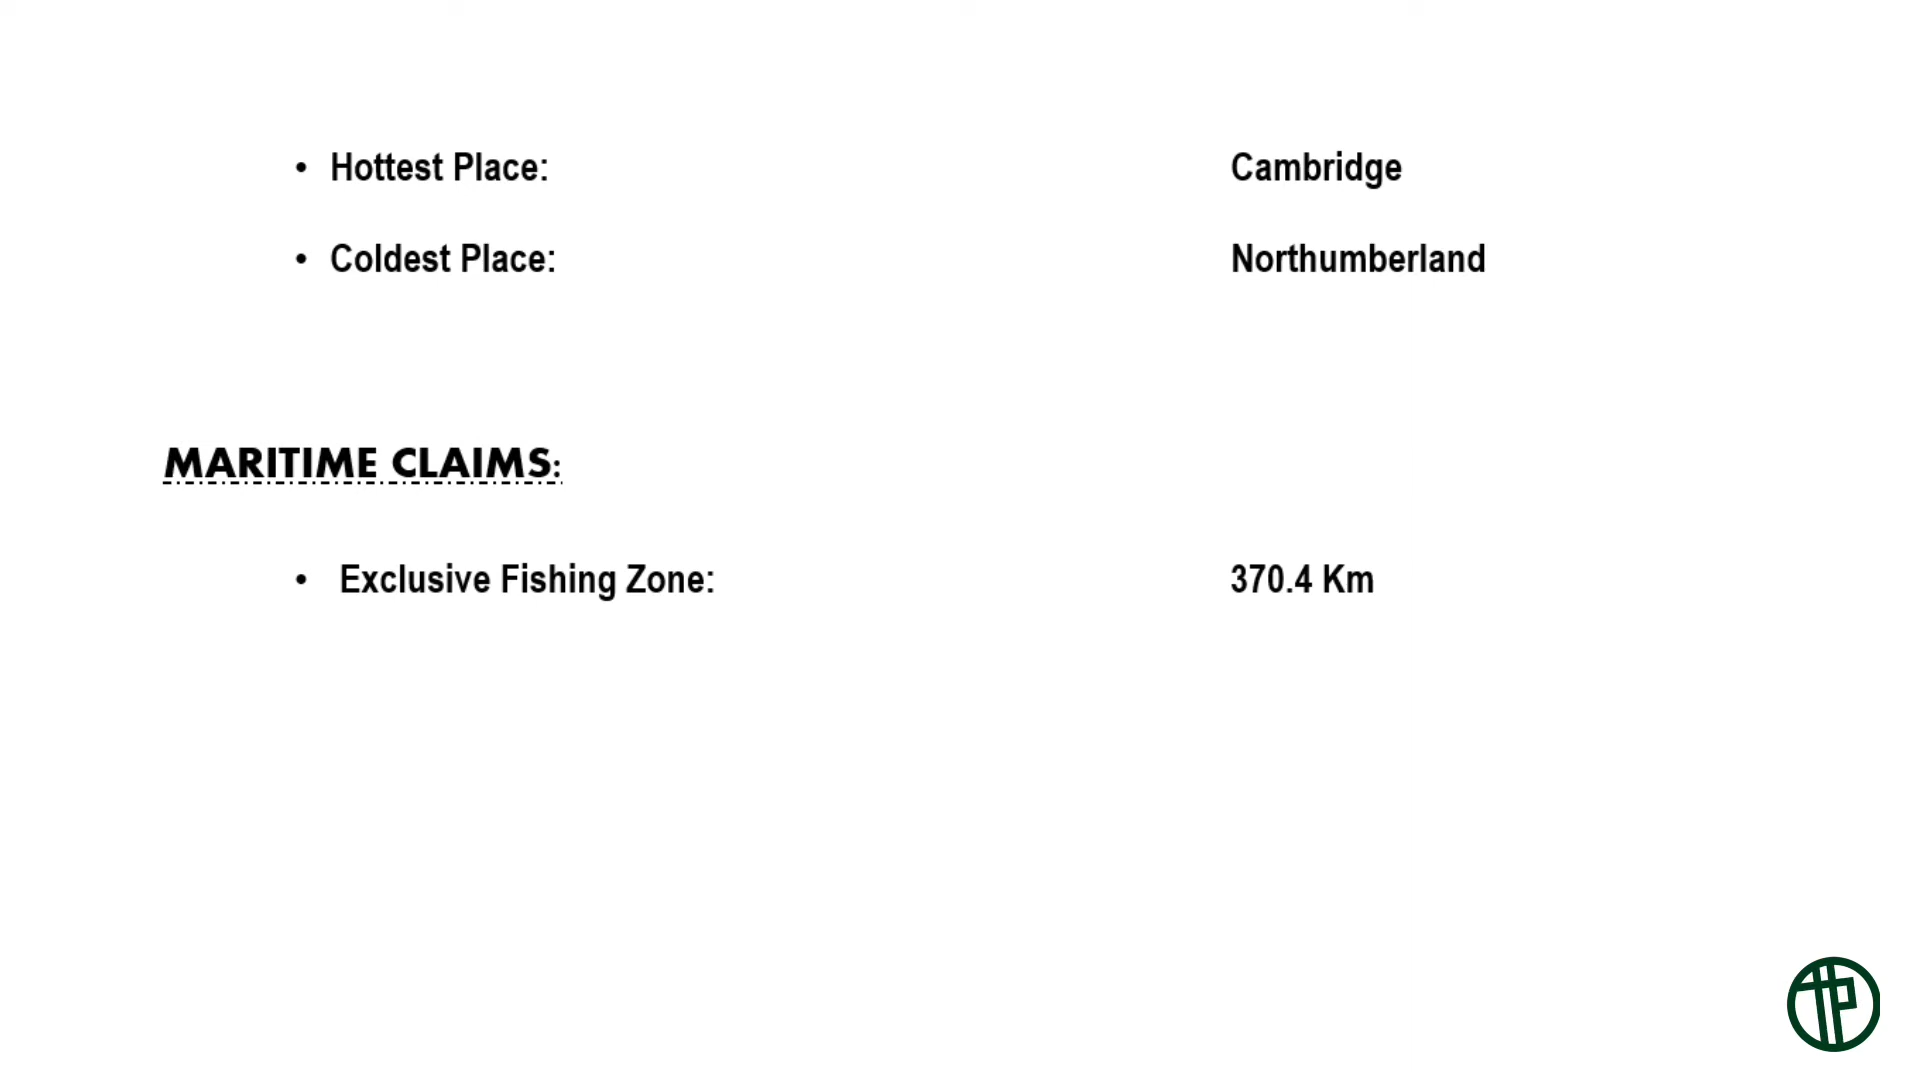 • Hottest Place: Cambridge
• Coldest Place: Northumberland
MARITIME CLAIMS:
• Exclusive Fishing Zone: 370.4 Km